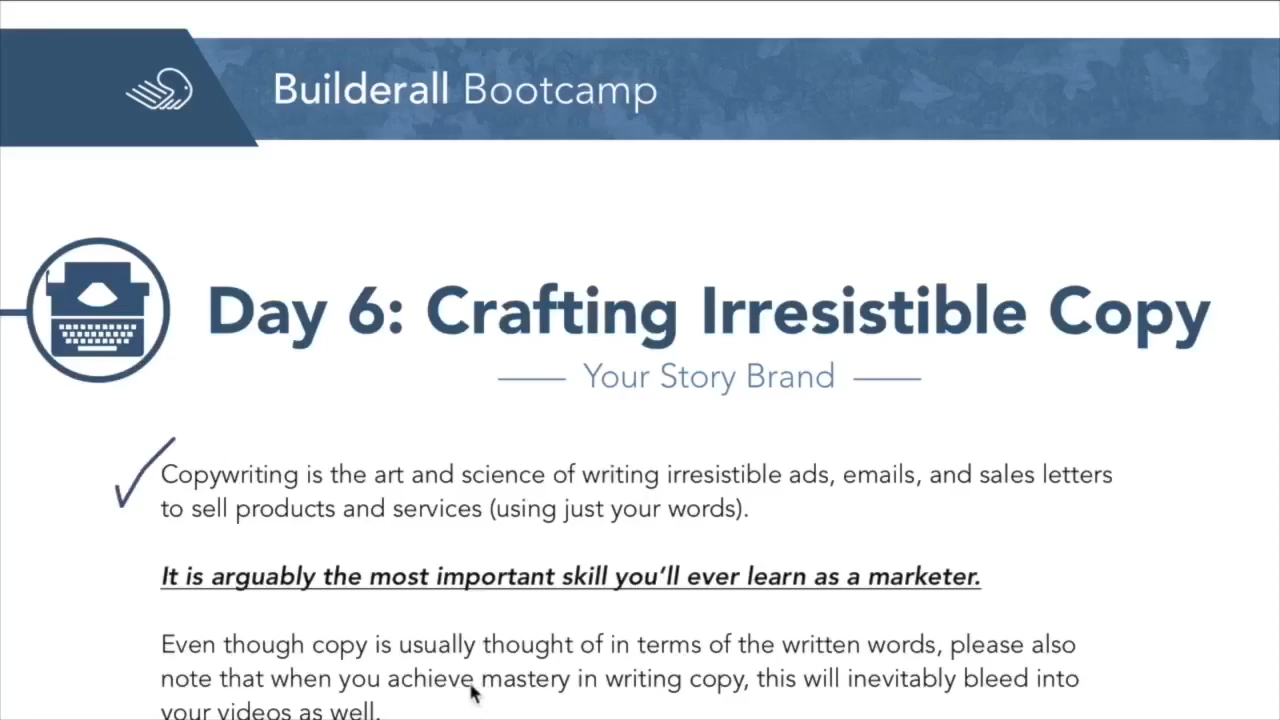 Builderall Bootcamp
Day 6: Crafting Irresistible Copy
Your Story Brand
Copywriting is the art and science of writing irresistible ads, emails, and sales letters
to sell products and services (using just your words).
It is arguably the most important skill you’ll ever learn as a marketer.
Even though copy is usually thought of in terms of the written words, please also
note that when you achieve mastery in writing copy, this will inevitably bleed into
your videos as well.